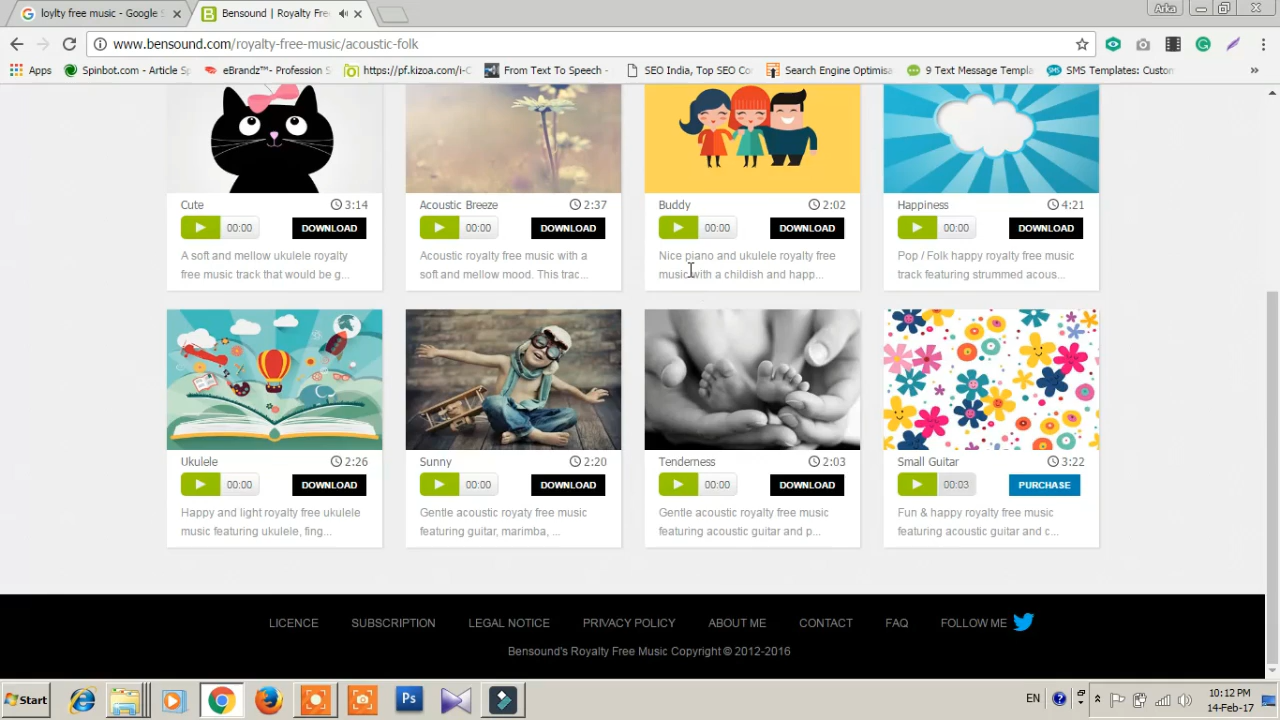 loylty free music - Google S
Bensound | Royalty Fre
Arka
www.bensound.com/royalty-free-music/acoustic-folk
Apps
Spinbot.com - Article Sp
eBrandz™- Profession S
https://pf.kizoa.com/i-C
From Text To Speech -
SEO India, Top SEO Co
Search Engine Optimisa
9 Text Message Templa
SMS Templates: Custom
Cute 3:14
00:00 DOWNLOAD
A soft and mellow ukulele royalty
free music track that would be g...
Acoustic Breeze 2:37
00:00 DOWNLOAD
Acoustic royalty free music with a
soft and mellow mood. This trac...
Buddy 2:02
00:00 DOWNLOAD
Nice piano and ukulele royalty free
music with a childish and happ...
Happiness 4:21
00:00 DOWNLOAD
Pop / Folk happy royalty free music
track featuring strummed acous...
Ukulele 2:26
00:00 DOWNLOAD
Happy and light royalty free ukulele
music featuring ukulele, fing...
Sunny 2:20
00:00 DOWNLOAD
Gentle acoustic royaty free music
featuring guitar, marimba, ...
Tenderness 2:03
00:00 DOWNLOAD
Gentle acoustic royalty free music
featuring acoustic guitar and p...
Small Guitar 3:22
00:03 PURCHASE
Fun & happy royalty free music
featuring acoustic guitar and c...
LICENCE SUBSCRIPTION LEGAL NOTICE PRIVACY POLICY ABOUT ME CONTACT FAQ FOLLOW ME
Bensound's Royalty Free Music Copyright © 2012-2016
Start
Ps
EN
10:12 PM
14-Feb-17